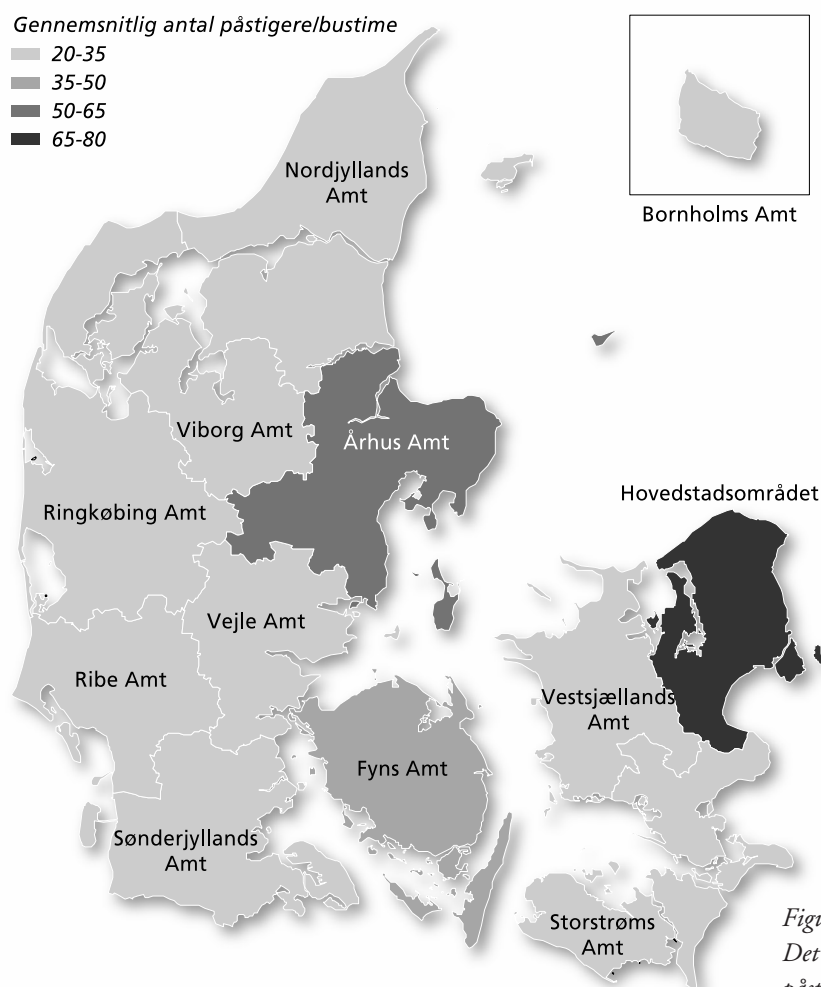 Gennemsnitlig antal påstigere/bustime
20-35
35-50
50-65
65-80
Nordjyllands
Amt
Bornholms Amt
Viborg Amt
Århus Amt
Ringkøbing Amt
Hovedstadsområdet
Vejle Amt
Ribe Amt
Vestsjællands
Amt
Fyns Amt
Sønderjyllands
Amt
Storstrøms
Amt
Figu
Det